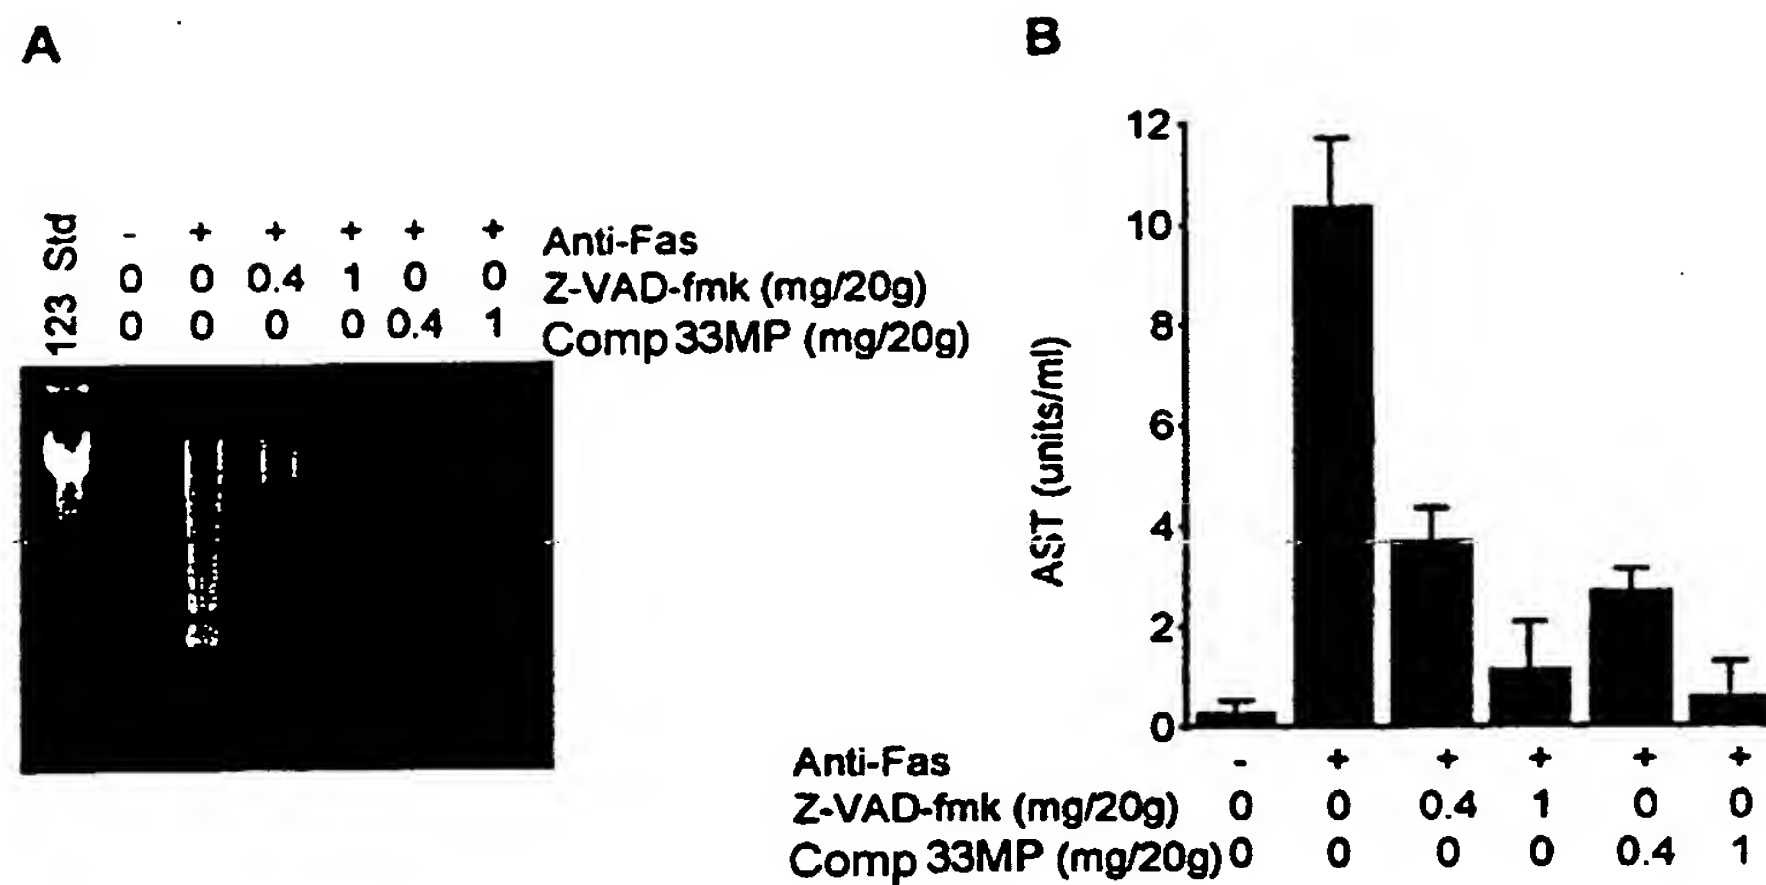 A
123 Std
- + + + + + Anti-Fas
0 0 0.4 1 0 0 Z-VAD-fmk (mg/20g)
0 0 0 0 0.4 1 Comp 33MP (mg/20g)
B
AST (units/ml)
12
10
8
6
4
2
0
Anti-Fas - + + + + +
Z-VAD-fmk (mg/20g) 0 0 0.4 1 0 0
Comp 33MP (mg/20g) 0 0 0 0 0.4 1